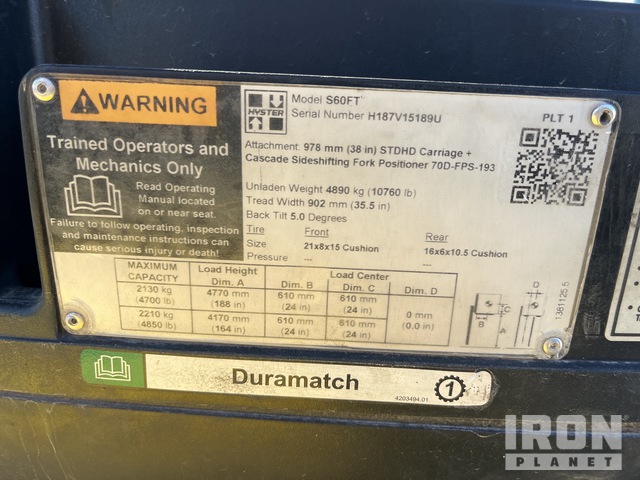 WARNING
Trained Operators and
Mechanics Only
Read Operating
Manual located
on or near seat.
Failure to follow operating, inspection
and maintenance instructions can
cause serious injury or death!
HYSTER
Model S60FT
Serial Number H187V15189U
PLT 1
Attachment 978 mm (38 in) STDHD Carriage +
Cascade Sideshifting Fork Positioner 70D-FPS-193
Unladen Weight 4890 kg (10760 lb)
Tread Width 902 mm (35.5 in)
Back Tilt 5.0 Degrees
Tire Front Rear
Size 21x8x15 Cushion 16x6x10.5 Cushion
Pressure --- ---
MAXIMUM CAPACITY Load Height Load Center
Dim. A Dim. B Dim. C Dim. D
2130 kg 4770 mm 610 mm 610 mm
(4700 lb) (188 in) (24 in) (24 in)
2210 kg 4170 mm 610 mm 610 mm 0 mm
(4850 lb) (164 in) (24 in) (24 in) (0.0 in)
D
C
B
A
Duramatch
1
4203494.01
IRON
PLANET